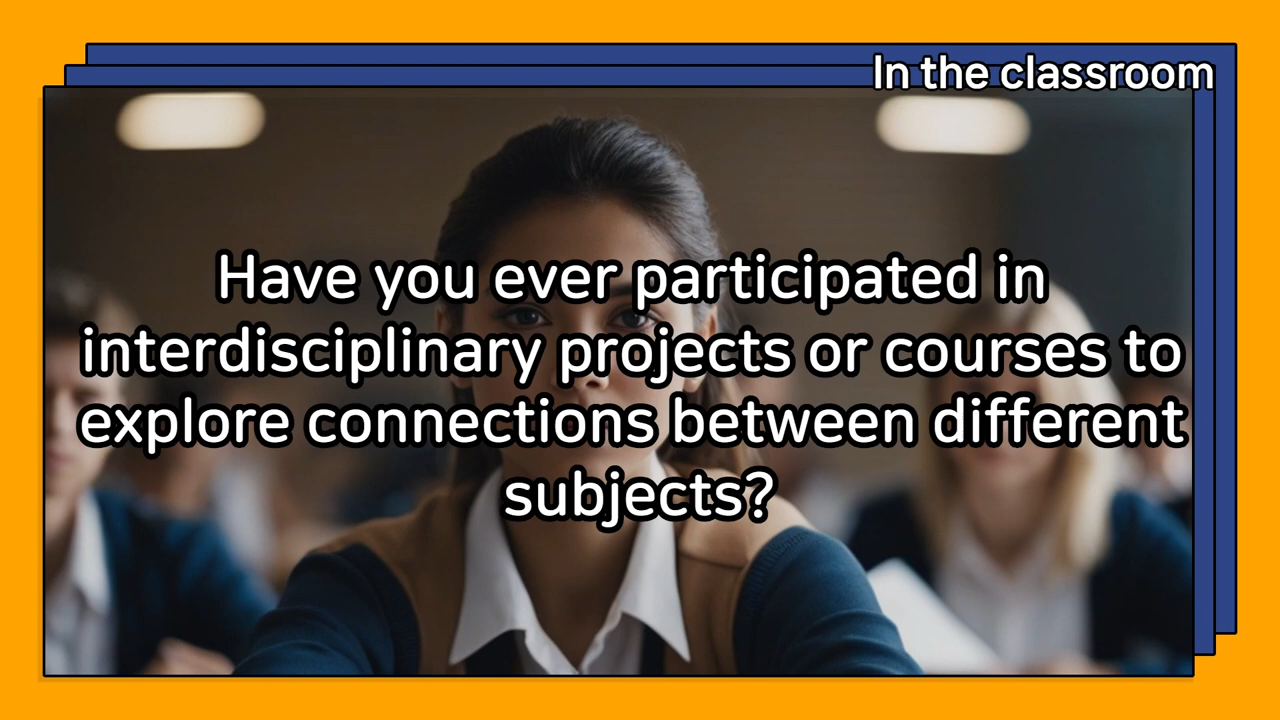 In the classroom
Have you ever participated in
interdisciplinary projects or courses to
explore connections between different
subjects?